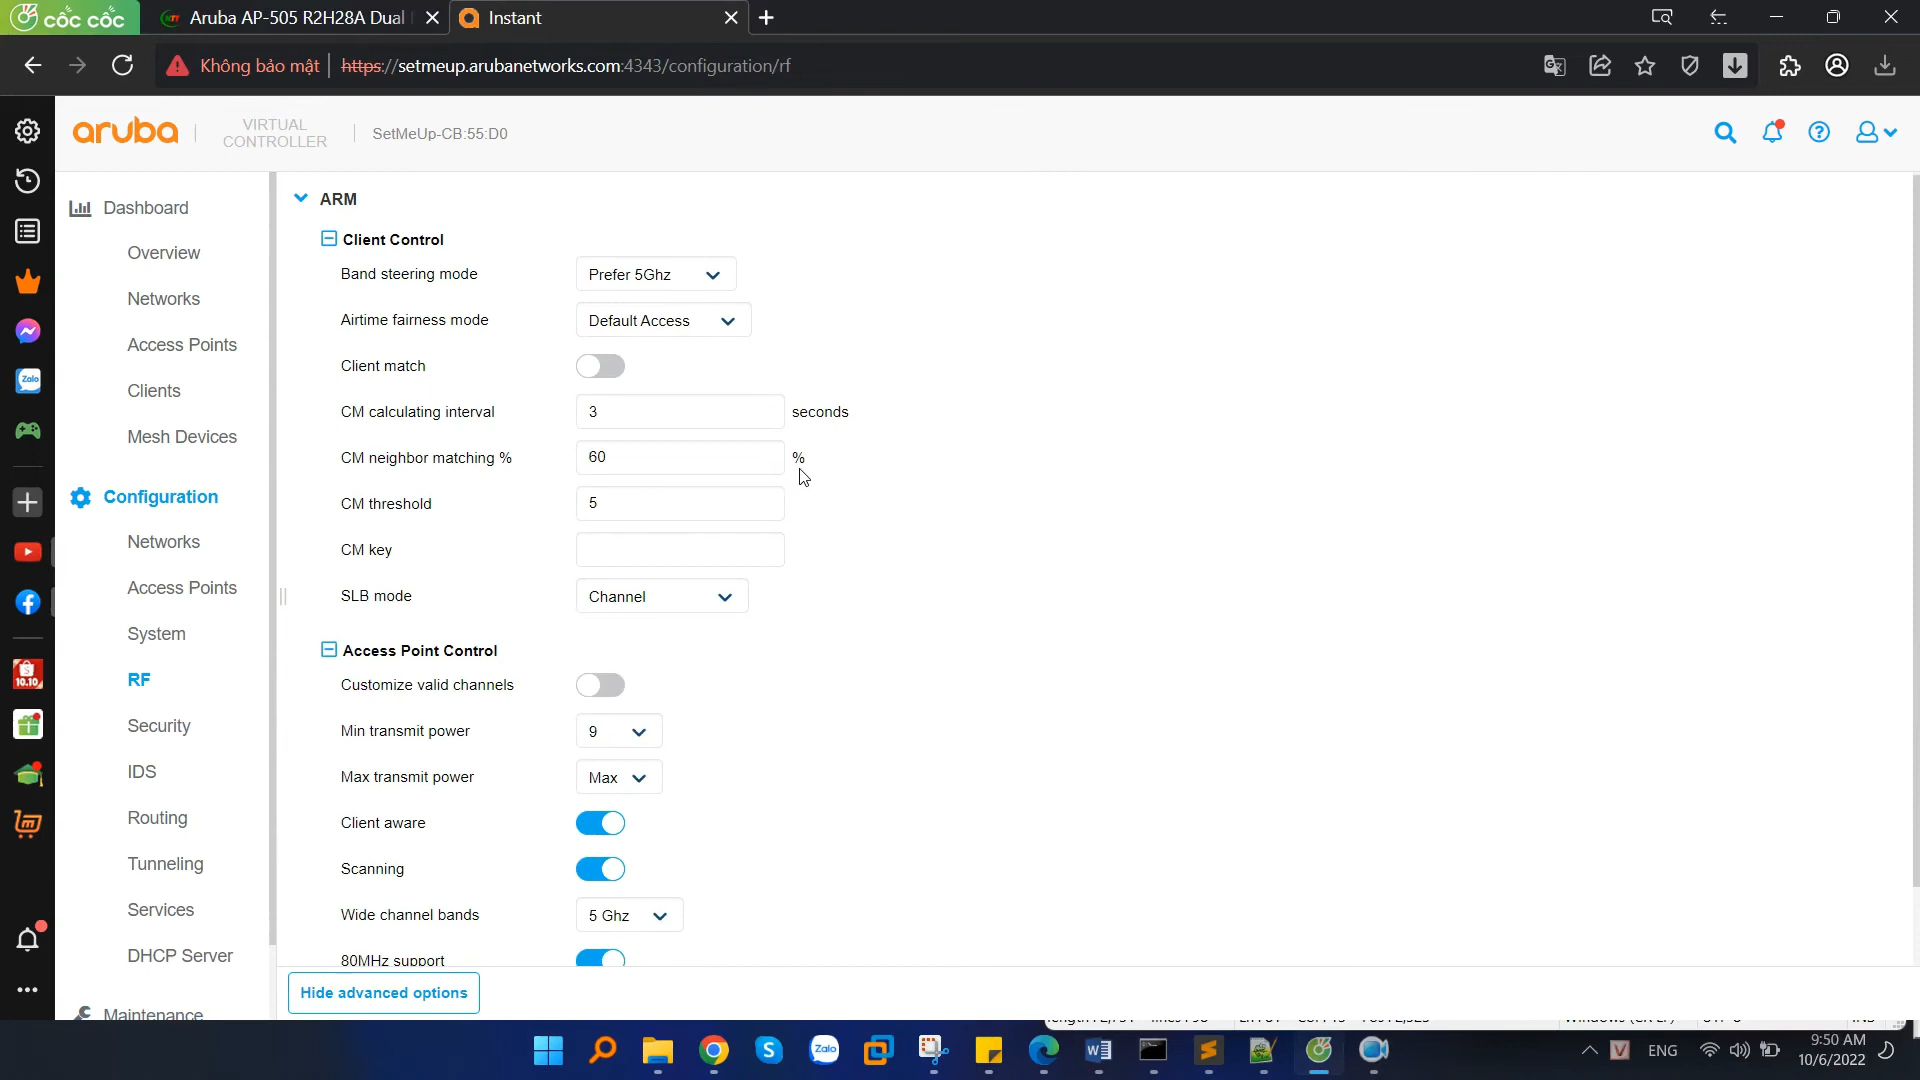 cốc cốc
Aruba AP-505 R2H28A Dual
Instant
Không bảo mật
https://setmeup.arubanetworks.com:4343/configuration/rf
aruba
VIRTUAL
CONTROLLER
SetMeUp-CB:55:D0
Dashboard
Overview
Networks
Access Points
Clients
Mesh Devices
Configuration
Networks
Access Points
System
RF
Security
IDS
Routing
Tunneling
Services
DHCP Server
Maintenance
ARM
Client Control
Band steering mode
Prefer 5Ghz
Airtime fairness mode
Default Access
Client match
CM calculating interval
3
seconds
CM neighbor matching %
60
%
CM threshold
5
CM key
SLB mode
Channel
Access Point Control
Customize valid channels
Min transmit power
9
Max transmit power
Max
Client aware
Scanning
Wide channel bands
5 Ghz
80MHz support
Hide advanced options
Zalo
10.10
Zalo
ENG
9:50 AM
10/6/2022